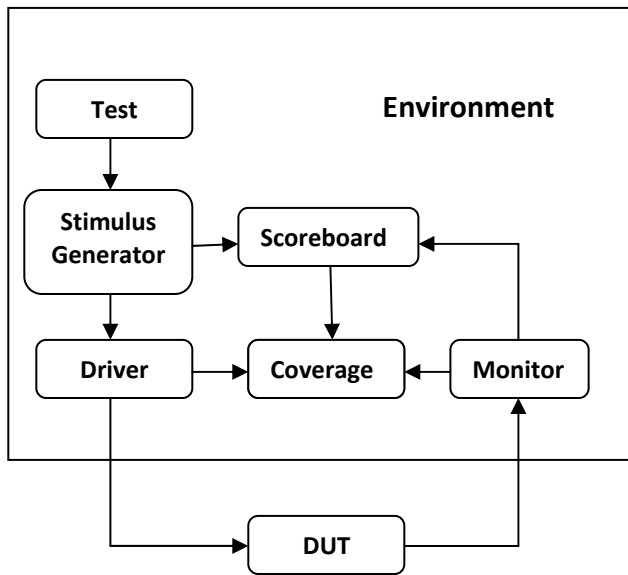 Test
Environment
Stimulus
Generator
Scoreboard
Driver
Coverage
Monitor
DUT